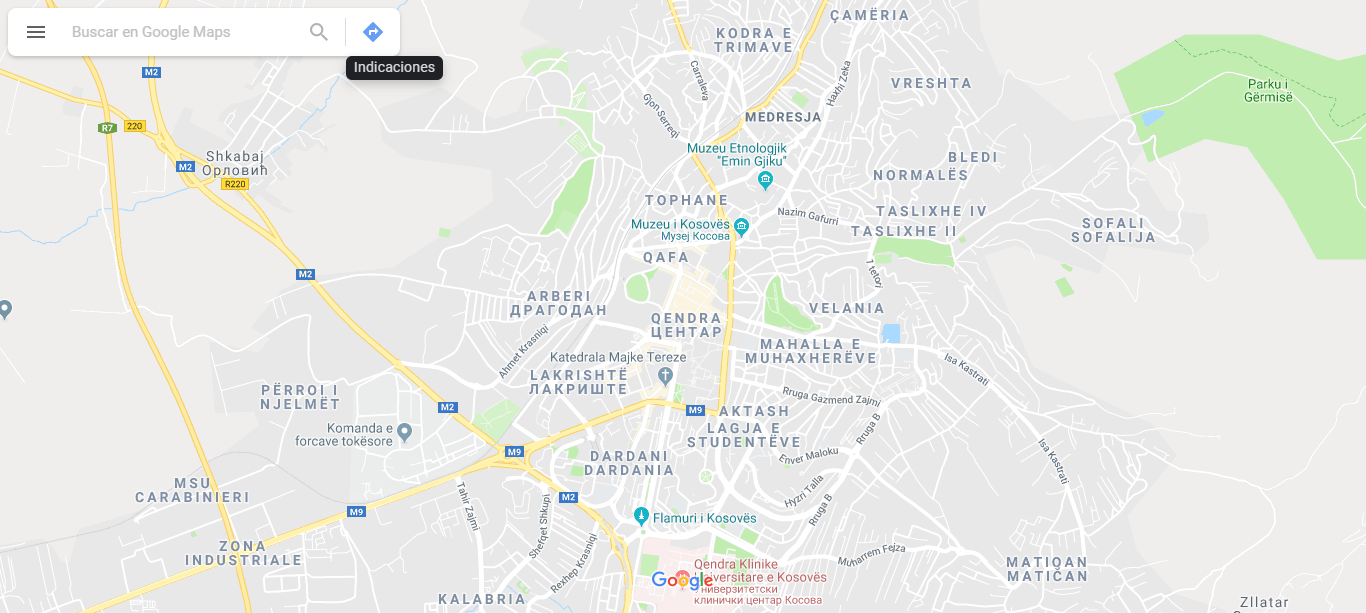 Buscar en Google Maps
Indicaciones
ÇAMËRIA
KODRA E
TRIMAVE
M2
Carraleva
Haxhi Zeka
VRESHTA
Parku i
Gërmisë
Gjon Serreqi
R7
220
MEDRESJA
Muzeu Etnologjik
"Emin Gjiku"
Shkabaj
Орловић
M2
R220
BLEDI
NORMALËS
TOPHANE
Muzeu i Kosovës
Музеј Косова
Nazim Gafurri
TASLIXHE IV
TASLIXHE II
SOFALI
SOFALIJA
QAFA
M2
1 tetori
ARBERI
ДРАГОДАН
QENDRA
ЦЕНТАР
VELANIA
Ahmet Krasniqi
MAHALLA E
MUHAXHERËVE
Katedrala Majke Tereze
Isa Kastrati
LAKRISHTË
ЛАКРИШТЕ
PËRROI I
NJELMËT
M2
M9
Rruga Gazmend Zajmi
AKTASH
LAGJA E
STUDENTËVE
Rruga B
Komanda e
forcave tokësore
M9
DARDANI
DARDANIA
Enver Maloku
Isa Kastrati
MSU
CARABINIERI
M9
Tahir Zajmi
M2
Shefqet Shkupi
Hyzri Talla
Rruga B
Flamuri i Kosovës
ZONA
INDUSTRIALE
Rexhep Krasniqi
Muharrem Fejza
MATIQAN
MATIČAN
Qendra Klinike
Universitare e Kosovës
Универзитетски
клинички центар Косова
Google
KALABRIA
Zllatar